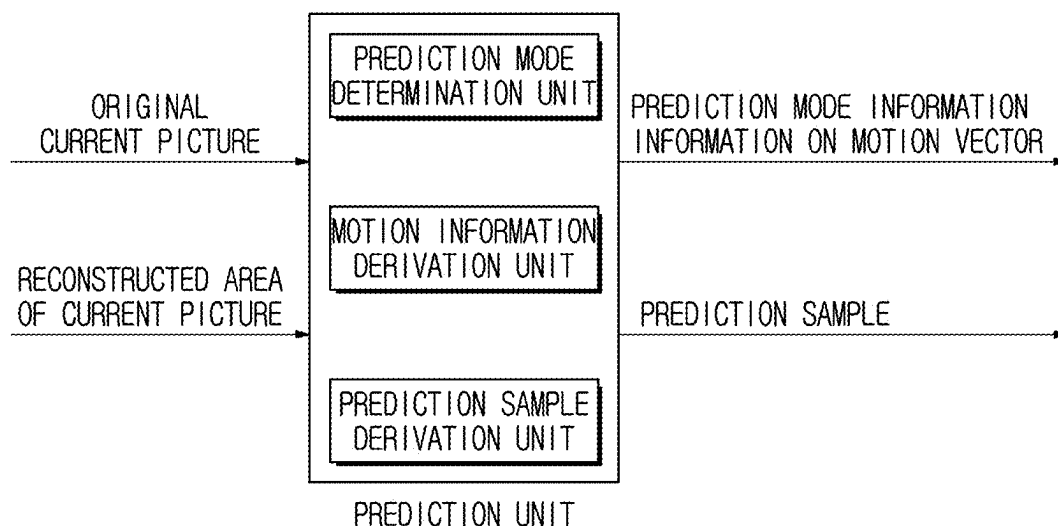 PREDICTION MODE
DETERMINATION UNIT
ORIGINAL
CURRENT PICTURE
PREDICTION MODE INFORMATION
INFORMATION ON MOTION VECTOR
MOTION INFORMATION
DERIVATION UNIT
RECONSTRUCTED AREA
OF CURRENT PICTURE
PREDICTION SAMPLE
PREDICTION SAMPLE
DERIVATION UNIT
PREDICTION UNIT